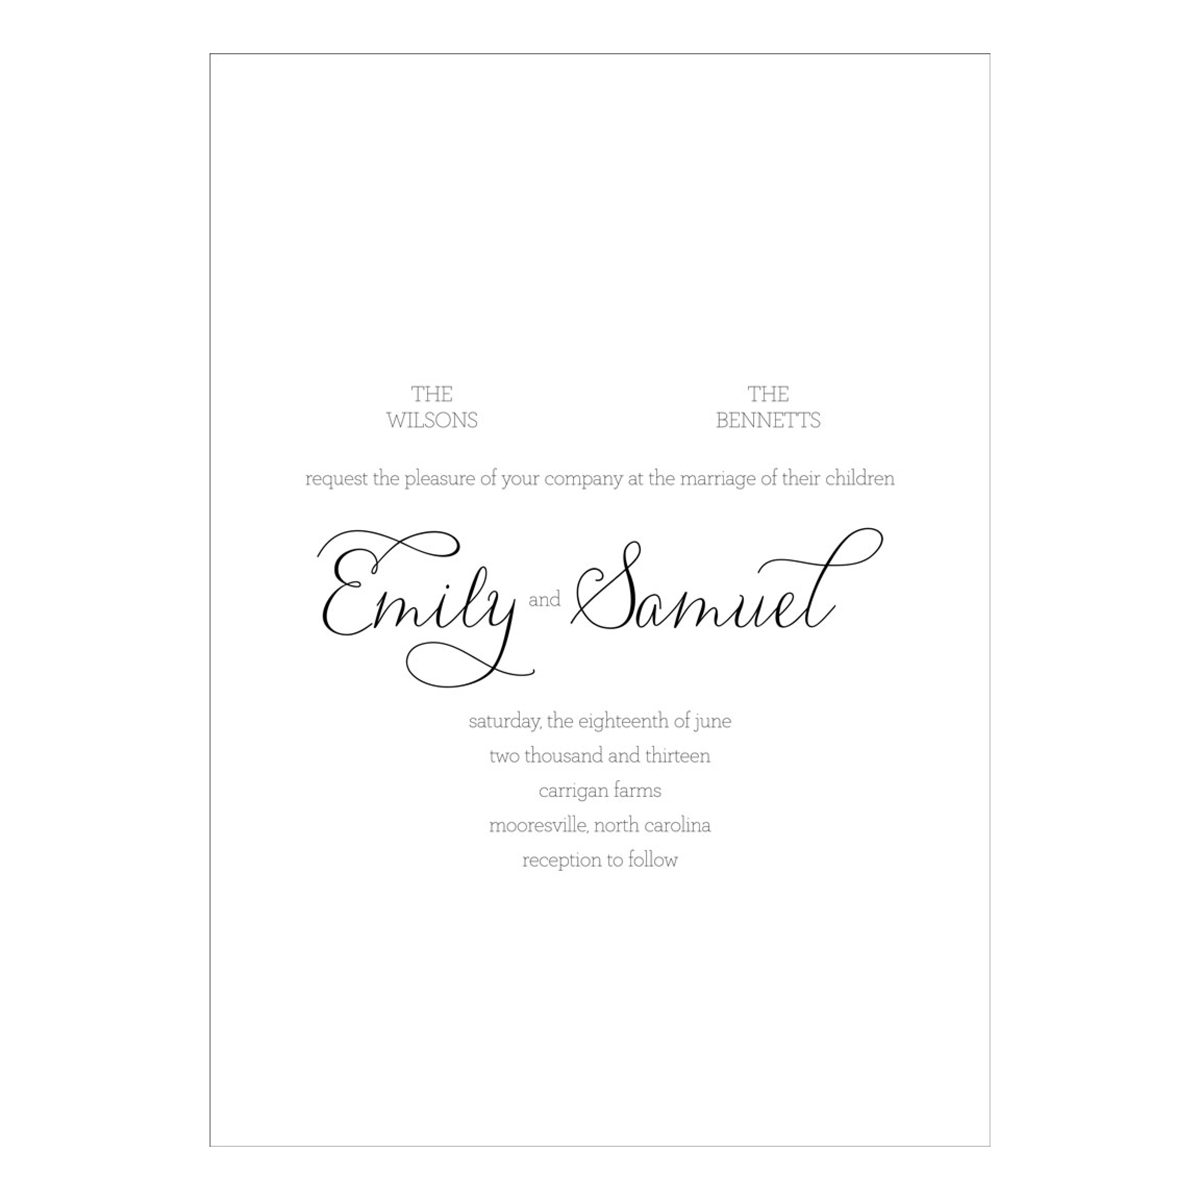 THE
WILSONS
THE
BENNETTS
request the pleasure of your company at the marriage of their children
Emily and Samuel
saturday, the eighteenth of june
two thousand and thirteen
carrigan farms
mooresville, north carolina
reception to follow